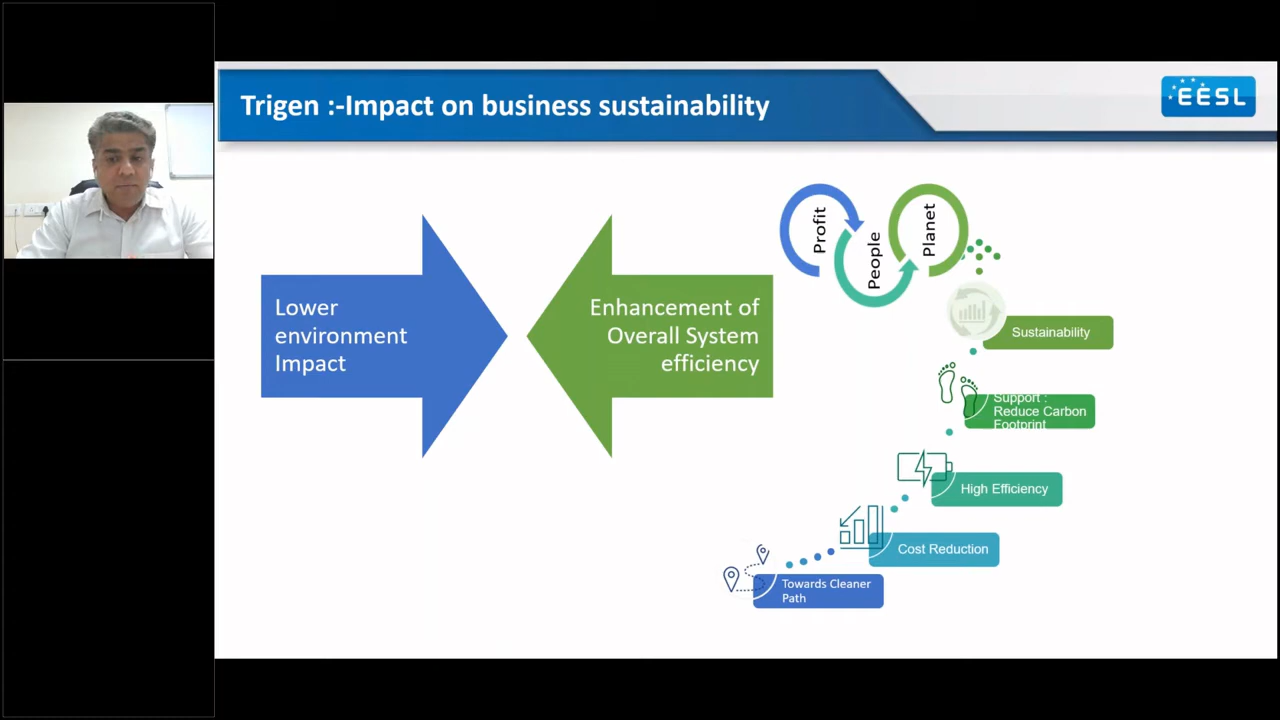 Trigen :-Impact on business sustainability
EESL
Lower
environment
Impact
Enhancement of
Overall System
efficiency
Profit
People
Planet
Sustainability
Support :
Reduce Carbon
Footprint
High Efficiency
Cost Reduction
Towards Cleaner
Path